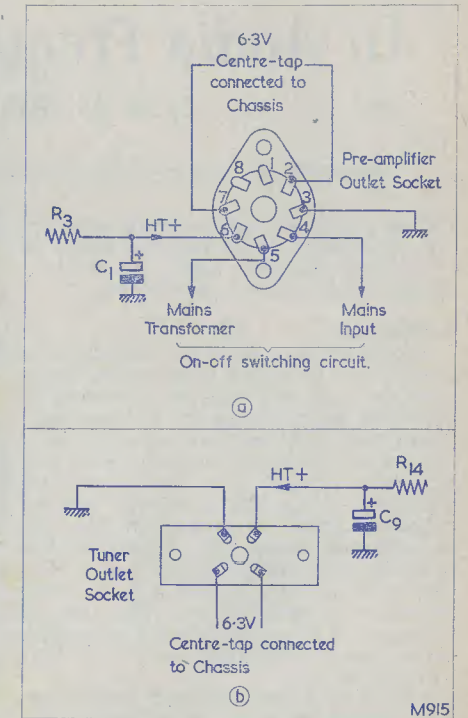 6·3V
Centre-tap
connected to
Chassis
Pre-amplifier
Outlet Socket
1
2
3
4
5
6
7
8
R3
HT+
+
C1
Mains
Transformer
Mains
Input
On-off switching circuit.
a
HT+
R14
+
C9
Tuner
Outlet
Socket
6·3V
Centre-tap connected
to Chassis
b
M915